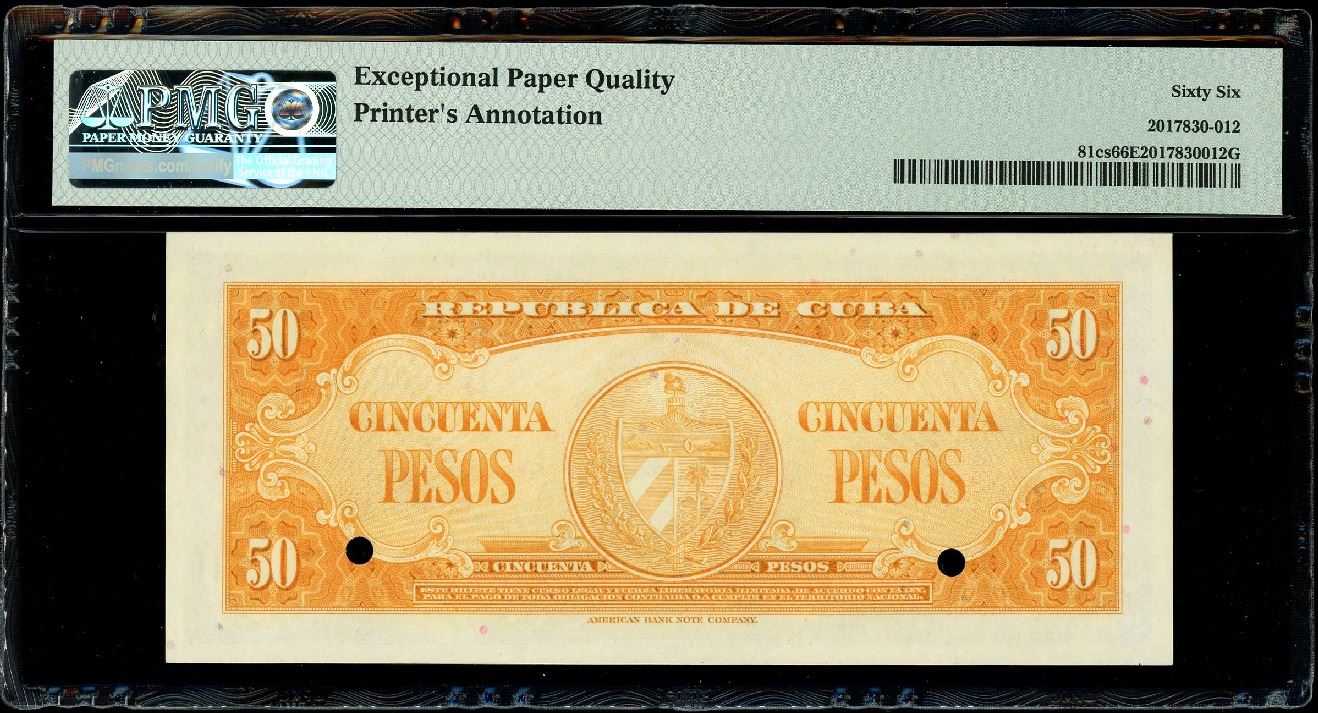 PMG
PAPER MONEY GUARANTY
PMGnotes.com/verify
The Official Grading
Service of the PNG
Exceptional Paper Quality
Printer's Annotation
Sixty Six
2017830-012
81cs66E2017830012G
REPUBLICA DE CUBA
50
50
CINCUENTA
PESOS
CINCUENTA
PESOS
50
50
CINCUENTA PESOS
ESTE BILLETE TIENE CURSO LEGAL Y FUERZA LIBERATORIA ILIMITADA, DE ACUERDO CON LA LEY,
PARA EL PAGO DE TODA OBLIGACION CONTRAIDA O A CUMPLIR EN EL TERRITORIO NACIONAL.
AMERICAN BANK NOTE COMPANY.